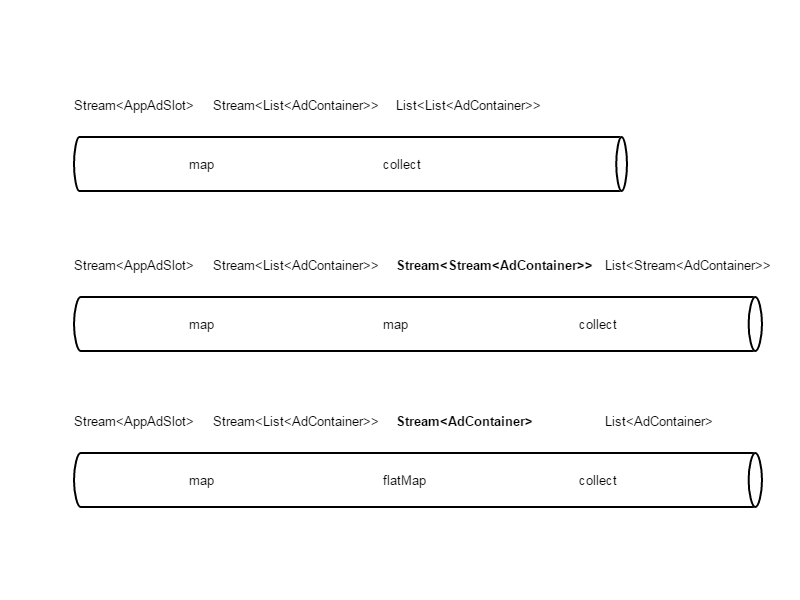 Stream<AppAdSlot> Stream<List<AdContainer>> List<List<AdContainer>>
map collect
Stream<AppAdSlot> Stream<List<AdContainer>> Stream<Stream<AdContainer>> List<Stream<AdContainer>>
map map collect
Stream<AppAdSlot> Stream<List<AdContainer>> Stream<AdContainer> List<AdContainer>
map flatMap collect